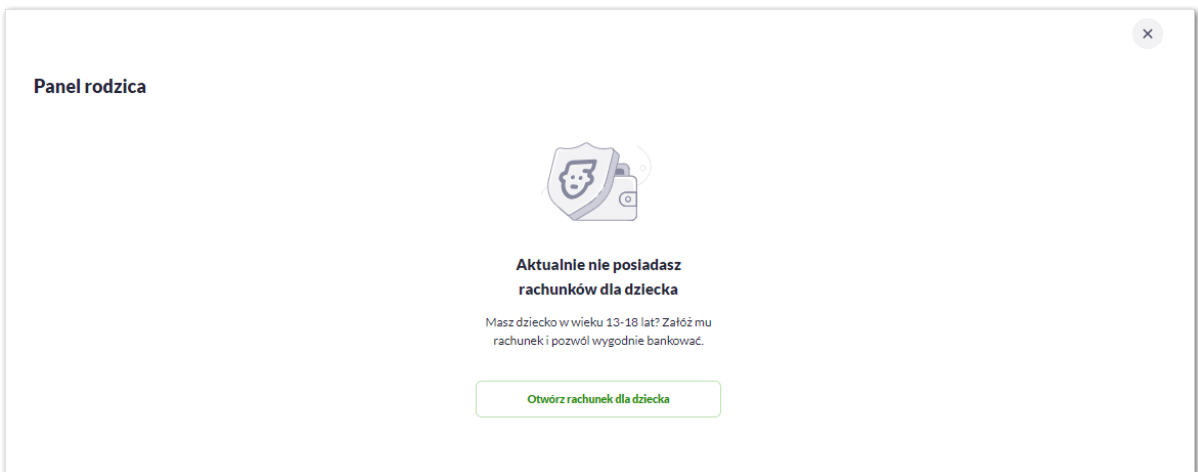 Panel rodzica
Aktualnie nie posiadasz
rachunków dla dziecka
Masz dziecko w wieku 13-18 lat? Załóż mu
rachunek i pozwól wygodnie bankować.
Otwórz rachunek dla dziecka